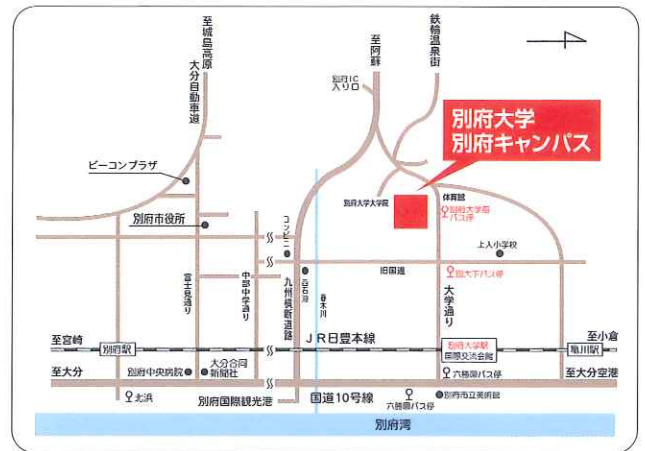 至城島高原
大分自動車道
至阿蘇
鉄輪温泉街
別府IC
入り口
別府大学
別府キャンパス
ビーコンプラザ
別府市役所
別府大学大学院
体育館
別府大学前
バス停
コンビニ
上人小学校
旧国道
別大下バス停
富士見通り
中部中学通り
九州横断道路
春木川
大学通り
至宮崎
別府駅
JR日豊本線
別府大学駅
国際交流会館
至小倉
亀川駅
至大分
別府中央病院
大分合同
新聞社
六勝園バス停
至大分空港
北浜
別府国際観光港
国道10号線
六勝園バス停
別府市立美術館
別府湾